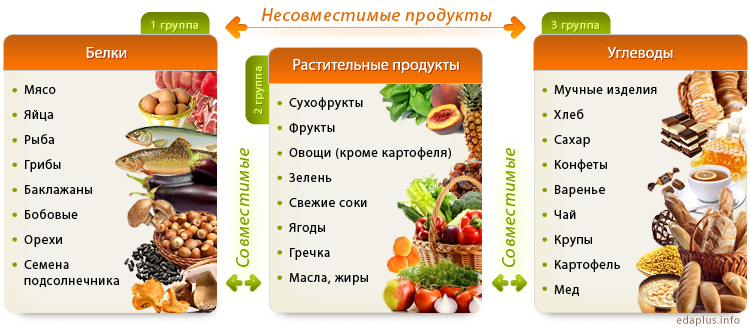 Несовместимые продукты
1 группа
Белки
Мясо
Яйца
Рыба
Грибы
Баклажаны
Бобовые
Орехи
Семена
подсолнечника
Совместимые
2 группа
Растительные продукты
Сухофрукты
Фрукты
Овощи (кроме картофеля)
Зелень
Свежие соки
Ягоды
Гречка
Масла, жиры
Совместимые
3 группа
Углеводы
Мучные изделия
Хлеб
Сахар
Конфеты
Варенье
Чай
Крупы
Картофель
Мед
edaplus.info